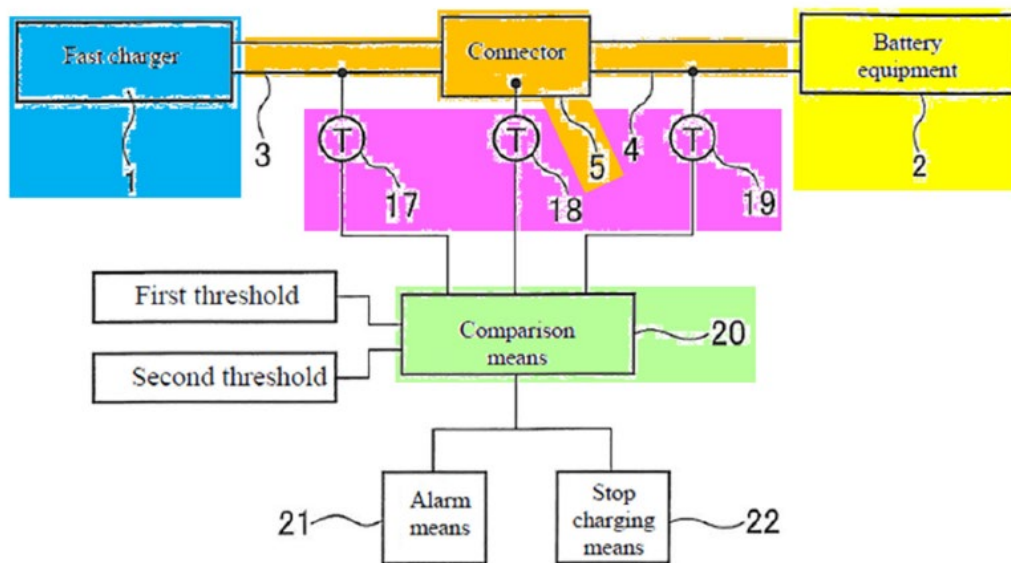 Fast charger
Connector
Battery
equipment
1
3
5
4
2
T
T
T
17
18
19
First threshold
Second threshold
Comparison
means
20
21
Alarm
means
Stop
charging
means
22